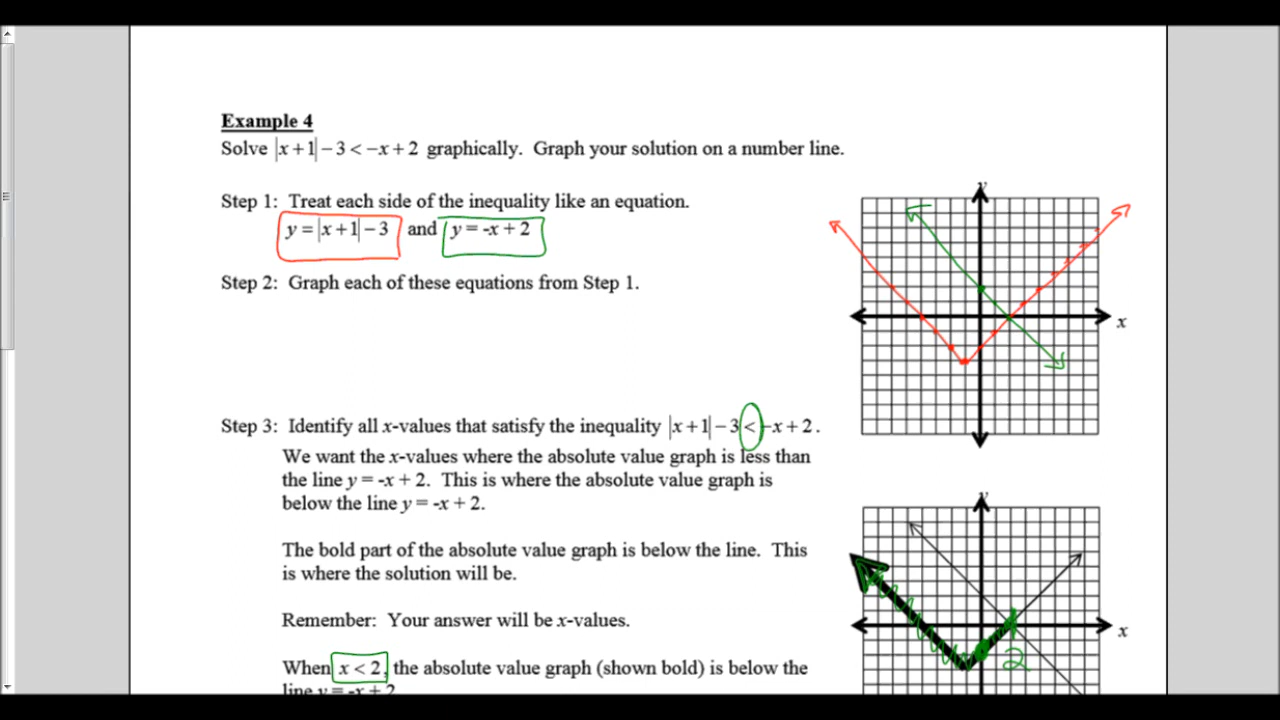 Example 4
Solve |x+1|−3<−x+2 graphically. Graph your solution on a number line.
Step 1: Treat each side of the inequality like an equation.
y=|x+1|−3 and y = -x + 2
Step 2: Graph each of these equations from Step 1.
y
x
Step 3: Identify all x-values that satisfy the inequality |x+1|−3<−x+2.
We want the x-values where the absolute value graph is less than
the line y = -x + 2. This is where the absolute value graph is
below the line y = -x + 2.
The bold part of the absolute value graph is below the line. This
is where the solution will be.
Remember: Your answer will be x-values.
When x < 2, the absolute value graph (shown bold) is below the
line y = -x + 2
y
x
2